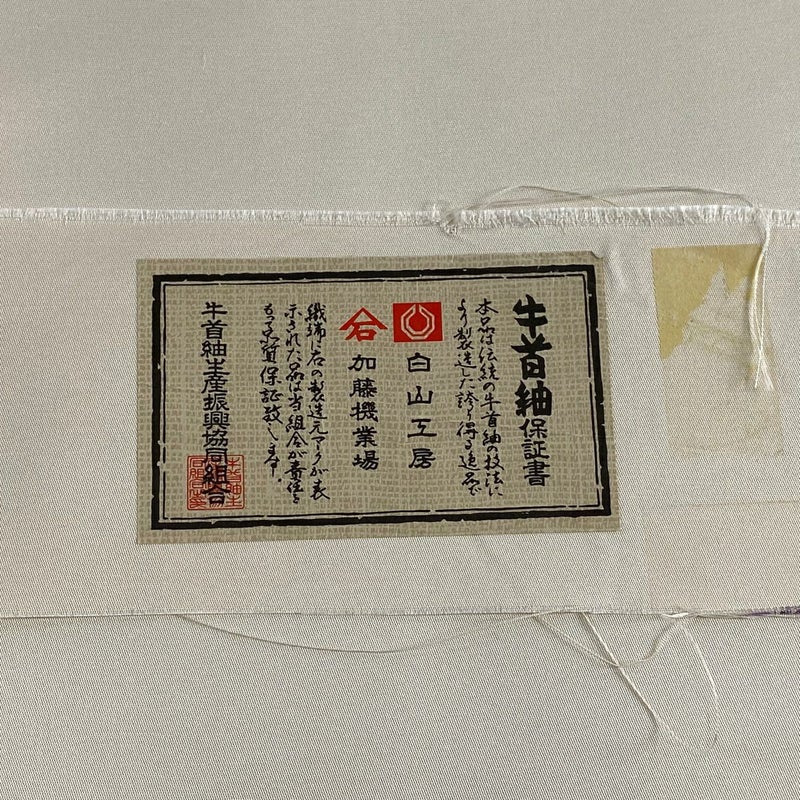 牛首紬保証書
本品は伝統の牛首紬の技法に
より製造した誇り得る逸品で
白山工房
石 加藤機業場
織端に右の製造元マークが表
示された品は当組合が責任を
もって品質保証致します。
牛首紬生産振興協同組合